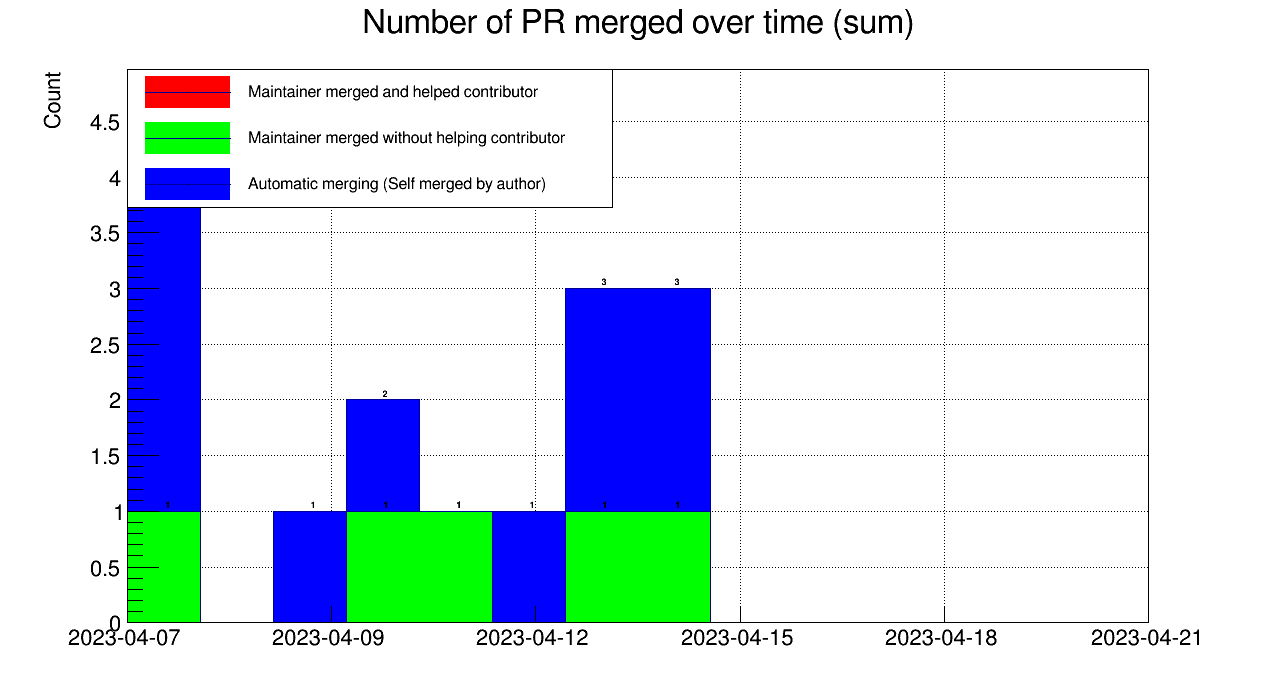 Number of PR merged over time (sum)
Count
Maintainer merged and helped contributor
Maintainer merged without helping contributor
Automatic merging (Self merged by author)
4.5
4
3.5
3
2.5
2
1.5
1
0.5
0
3 3
2
1 1 1 1 1 1 1
2023-04-07 2023-04-09 2023-04-12 2023-04-15 2023-04-18 2023-04-21